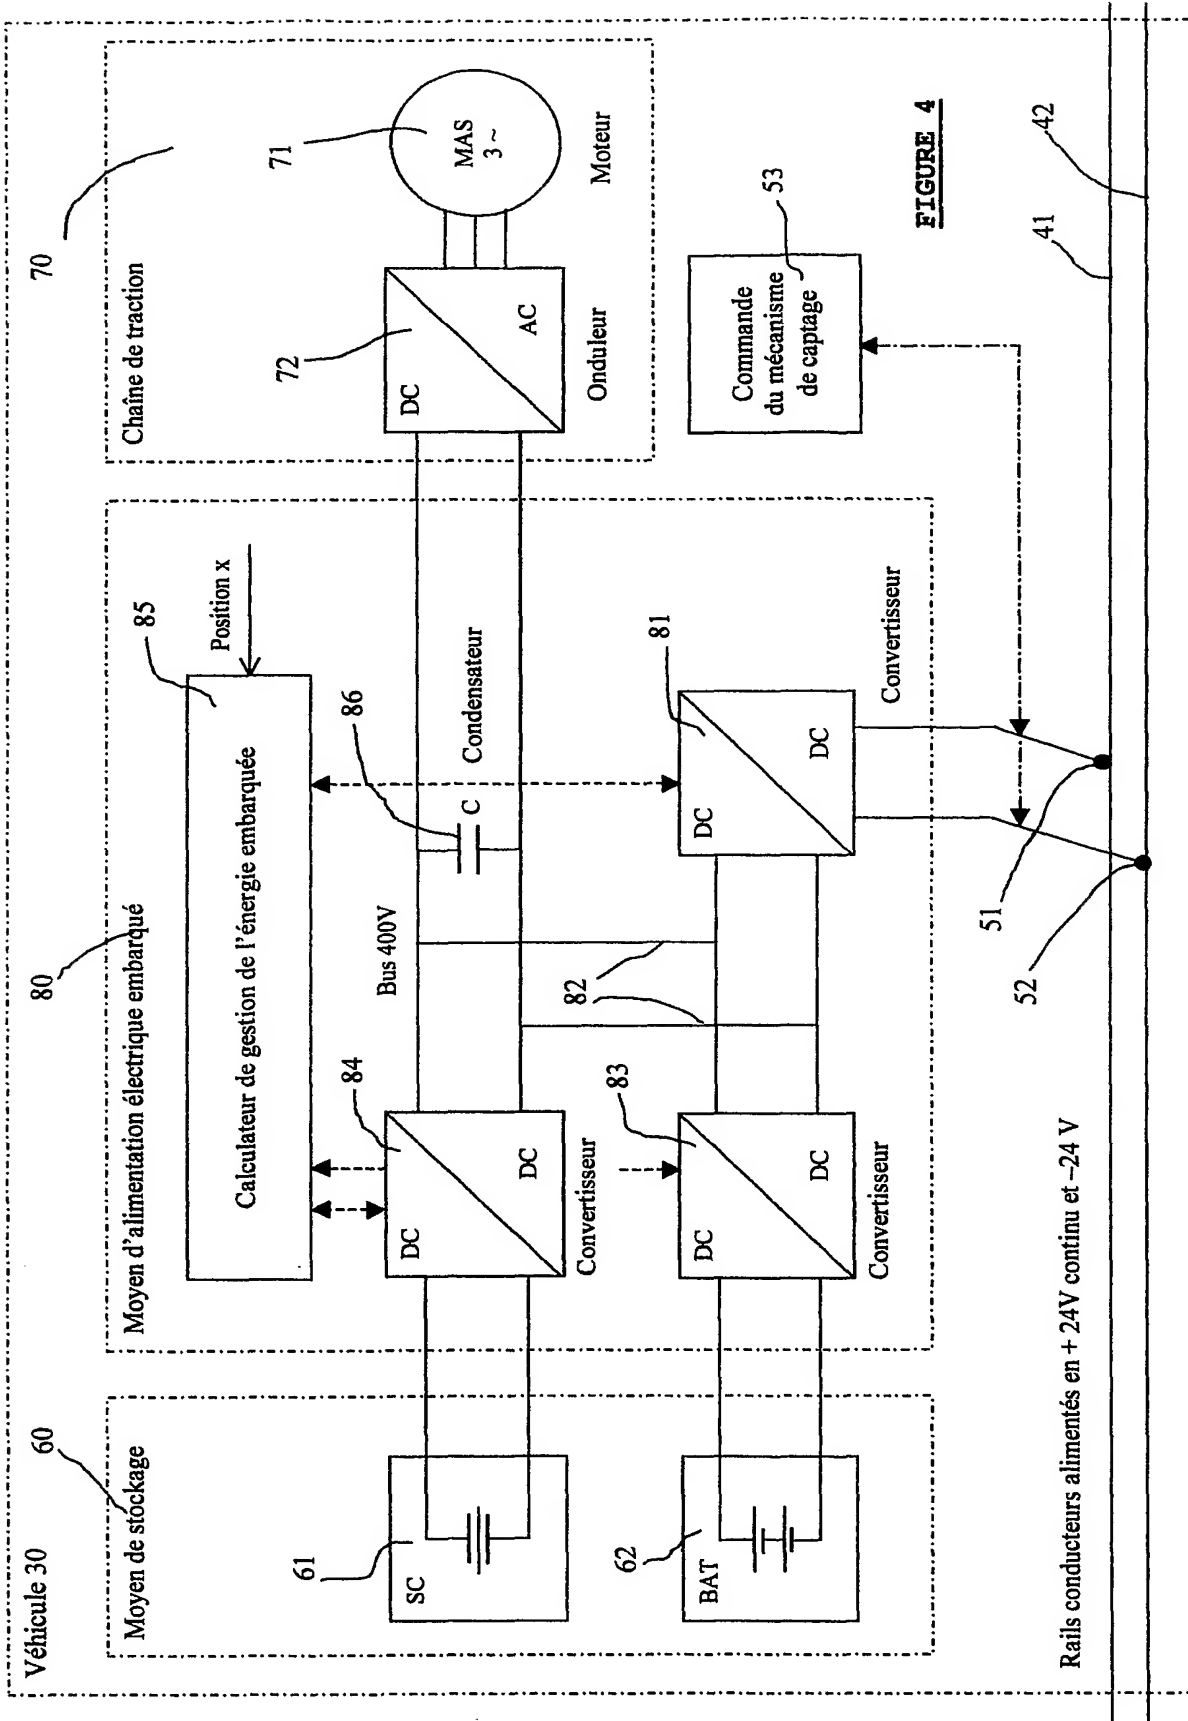 Véhicule 30
60
Moyen de stockage
61
SC
62
BAT
80
Moyen d'alimentation électrique embarqué
85
Calculateur de gestion de l'énergie embarquée
Position x
84
DC
DC
Convertisseur
83
DC
DC
Convertisseur
Bus 400V
82
86
C
Condensateur
81
DC
DC
Convertisseur
70
Chaîne de traction
71
MAS
3 ~
Moteur
72
DC
AC
Onduleur
53
Commande
du mécanisme
de captage
51
52
41
42
Rails conducteurs alimentés en + 24V continu et –24 V
FIGURE 4